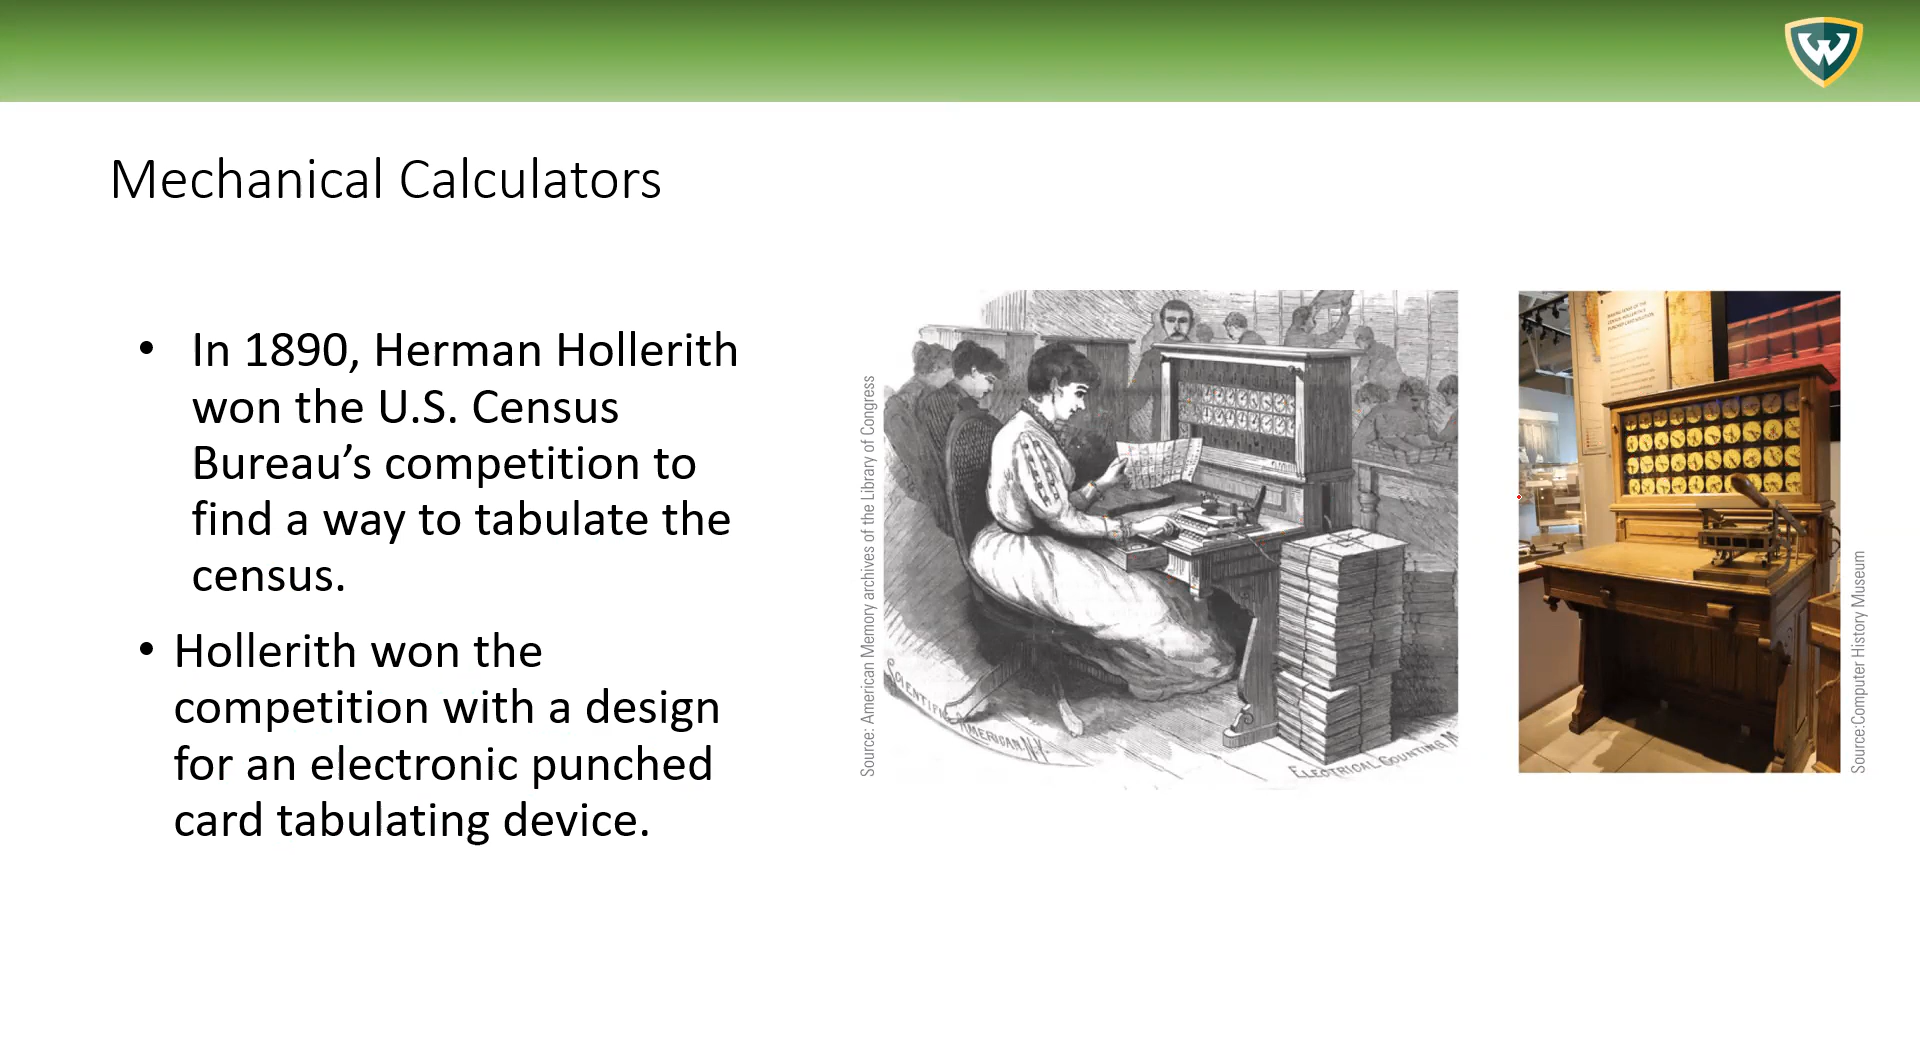 Mechanical Calculators
• In 1890, Herman Hollerith
won the U.S. Census
Bureau’s competition to
find a way to tabulate the
census.
• Hollerith won the
competition with a design
for an electronic punched
card tabulating device.
Source: American Memory archives of the Library of Congress
SCIENTIFIC AMERICAN N.Y.
ELECTRICAL COUNTING M
Source:Computer History Museum
W